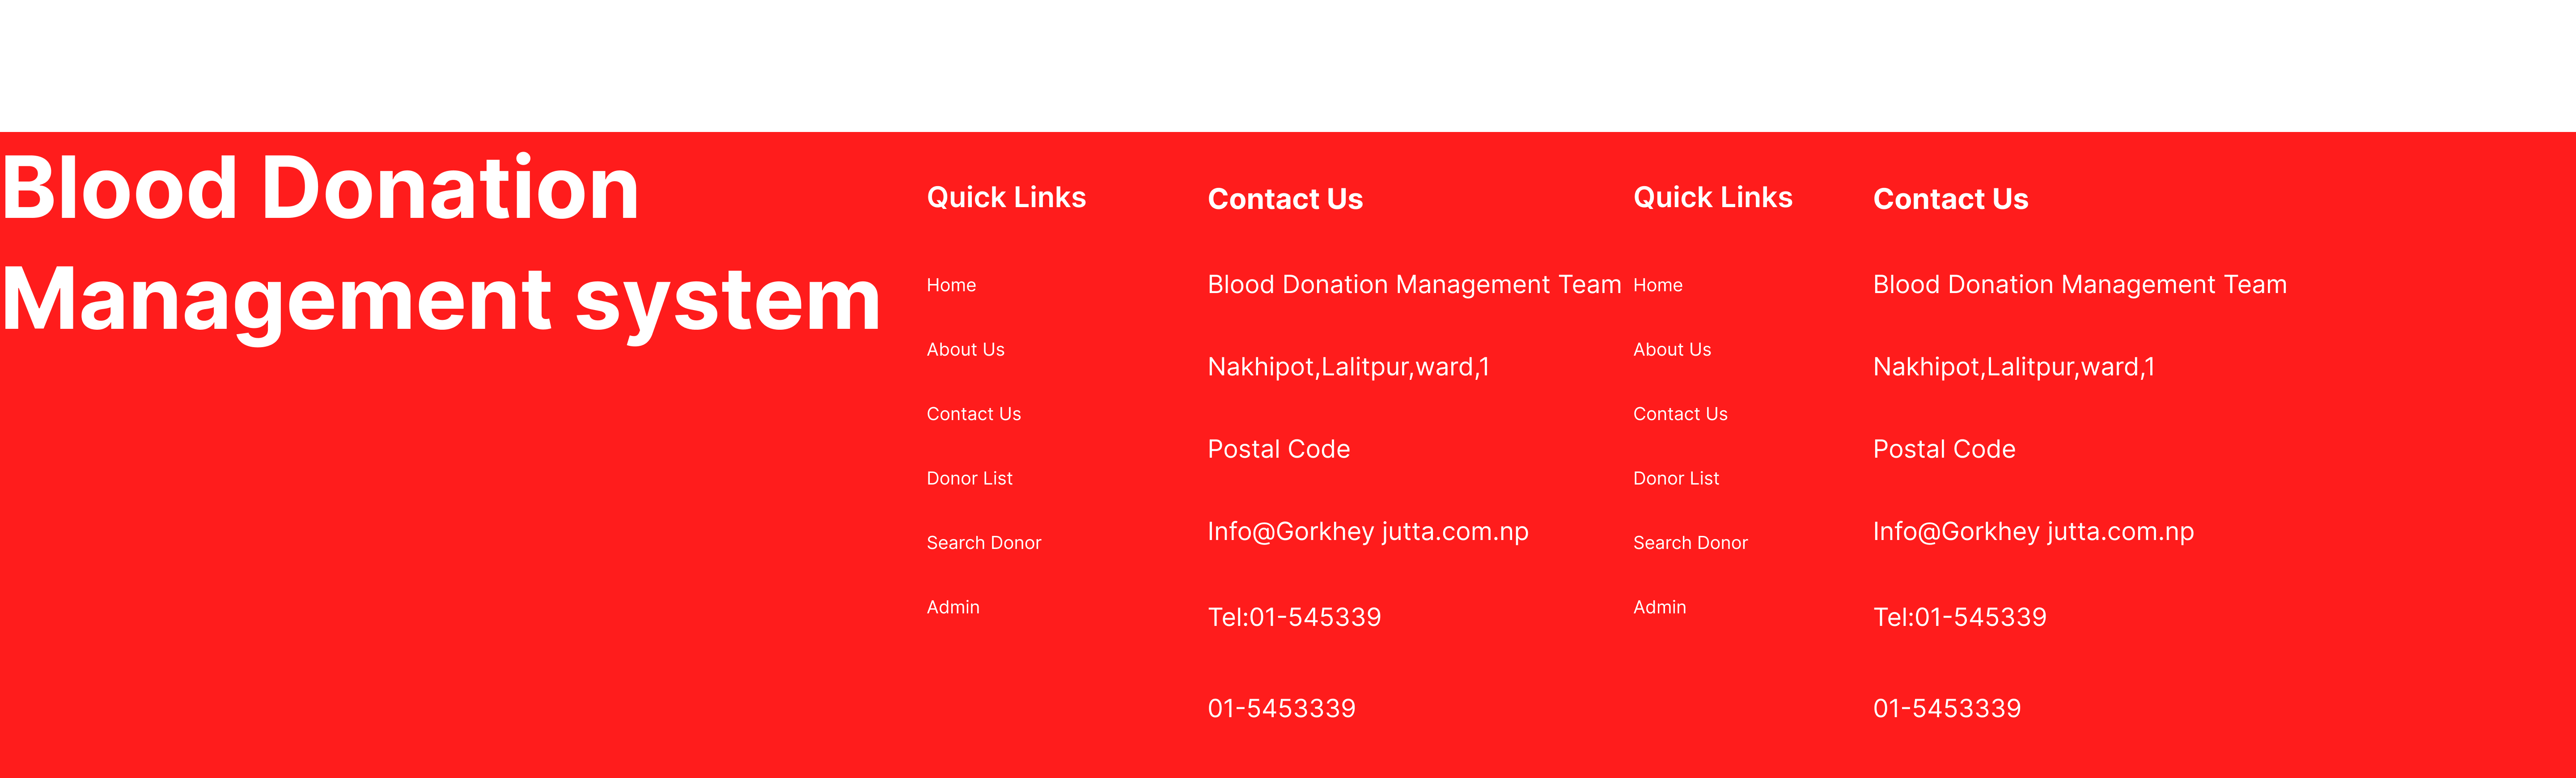 Blood Donation
Management system
Quick Links
Home
About Us
Contact Us
Donor List
Search Donor
Admin
Contact Us
Blood Donation Management Team
Nakhipot,Lalitpur,ward,1
Postal Code
Info@Gorkhey jutta.com.np
Tel:01-545339
01-5453339
Quick Links
Home
About Us
Contact Us
Donor List
Search Donor
Admin
Contact Us
Blood Donation Management Team
Nakhipot,Lalitpur,ward,1
Postal Code
Info@Gorkhey jutta.com.np
Tel:01-545339
01-5453339